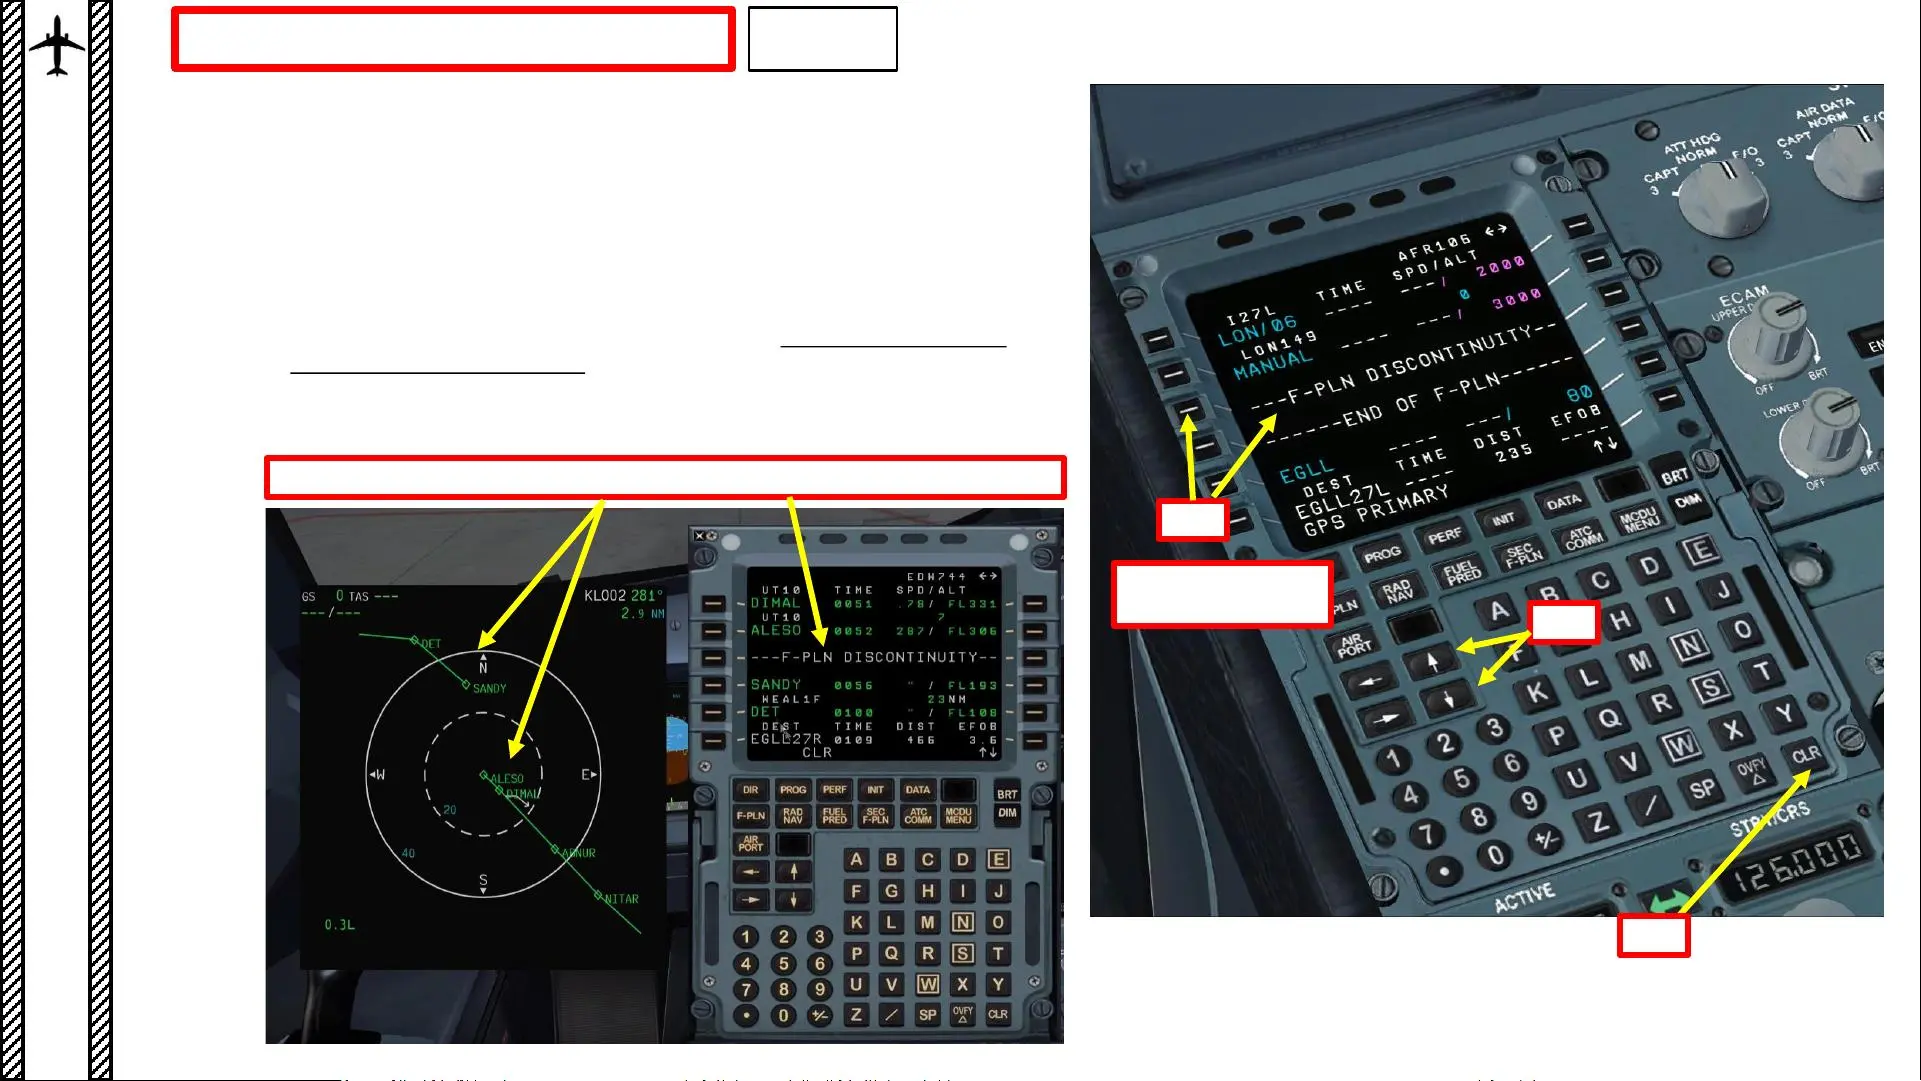 GS 0 TAS ---
---/---
KLO02 281°
2.9 NM
DET
SANDY
N
W
E
S
ALESO
DIMAL
20
40
ABNUR
NITAR
0.3L
EDW744 ←→
UT10 TIME SPD/ALT
DIMAL 0051 .78/ FL331
UT10 7
ALESO 0052 287/ FL306
---F-PLN DISCONTINUITY--
SANDY 0056 " / FL193
WEAL1F 23NM
DET 0100 " / FL108
DEST TIME DIST EFOB
EGLL27R 0109 466 3.6
CLR ↑↓
DIR PROG PERF INIT DATA
BRT
F-PLN RAD NAV FUEL PRED SEC F-PLN ATC COMM MCDU MENU
DIM
AIR PORT
← ↑
→ ↓
A B C D E
F G H I J
K L M N O
P Q R S T
U V W X Y
Z / SP OVFY △ CLR
1 2 3
4 5 6
7 8 9
• 0 +/-
AFR106 ←→
I27L TIME SPD/ALT
LON/06 ---- ---/ 2000
LON149 0
MANUAL ---- ---/ 3000
---F-PLN DISCONTINUITY--
------END OF F-PLN------
EGLL ---- ---/ 80
DEST TIME DIST EFOB
EGLL27L ---- 235 ----
GPS PRIMARY ↑↓
PROG PERF INIT DATA
BRT
PLN RAD NAV FUEL PRED SEC F-PLN ATC COMM MCDU MENU
DIM
AIR PORT
← ↑
→ ↓
A B C D E
F H I J
K L M N O
P Q R S T
U V W X Y
Z / SP OVFY △ CLR
1 2 3
4 5 6
7 8 9
• 0 +/-
ATT HDG
NORM
CAPT 3
F/O 3
AIR DATA
NORM
CAPT 3
F/O
ECAM
UPPER
OFF BRT
LOWER
OFF BRT
STBY/CRS
126.000
ACTIVE